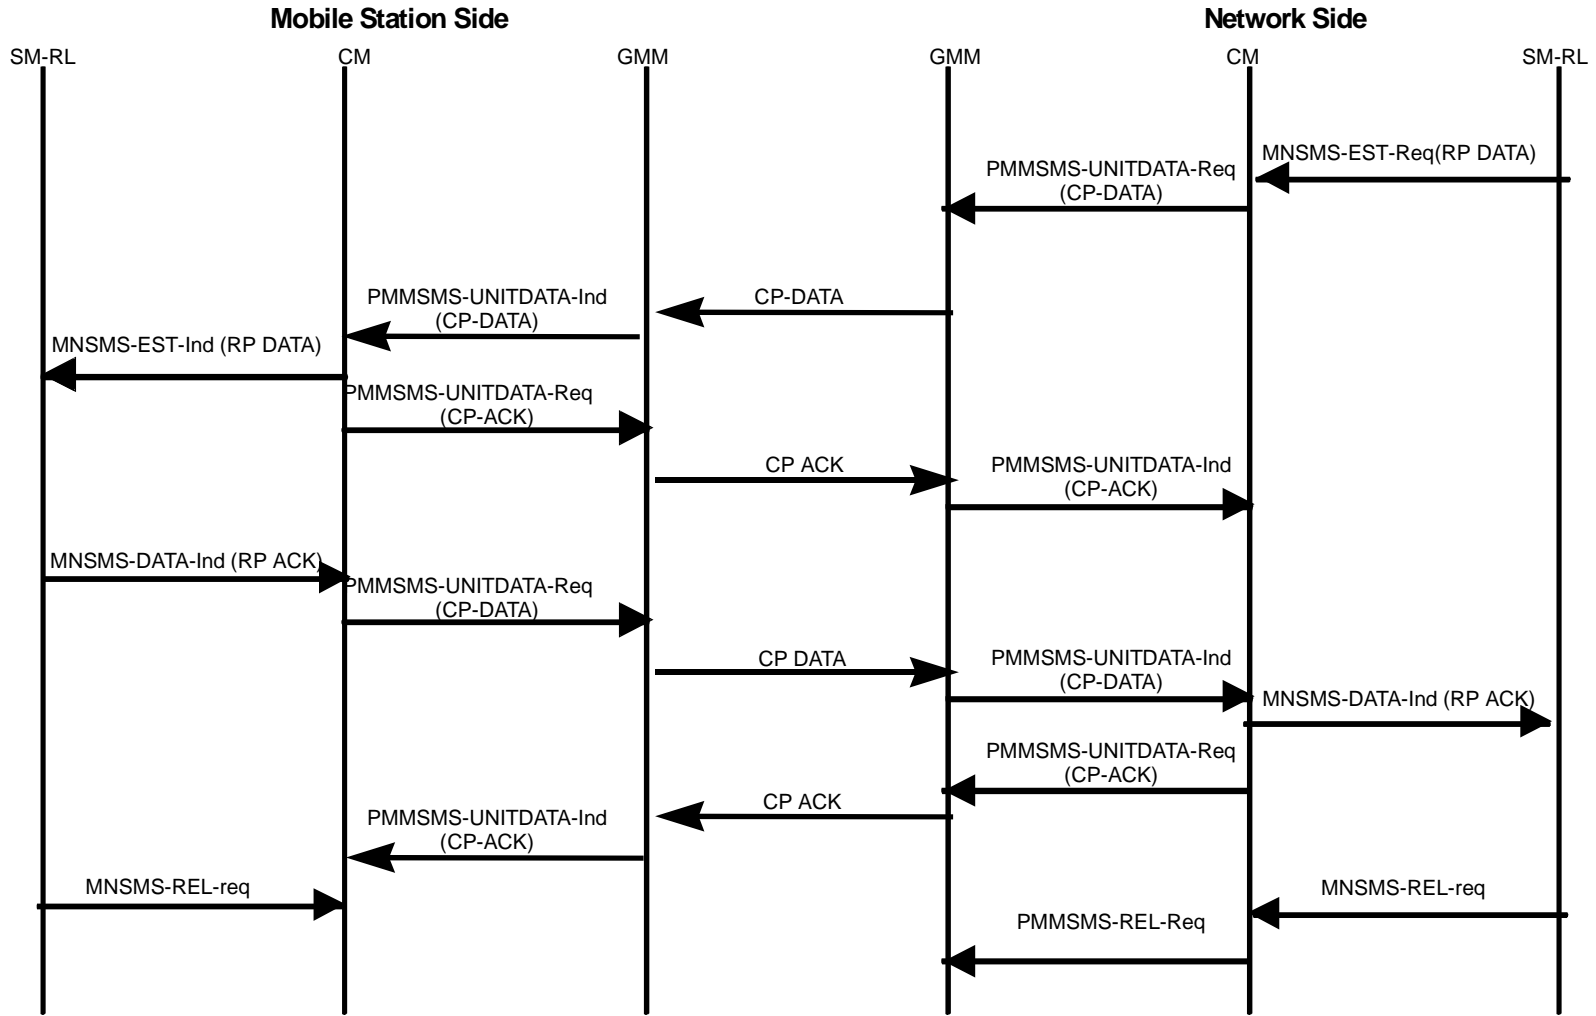 Mobile Station Side
Network Side
SM-RL
CM
GMM
GMM
CM
SM-RL
MNSMS-EST-Req(RP DATA)
PMMSMS-UNITDATA-Req
(CP-DATA)
CP-DATA
PMMSMS-UNITDATA-Ind
(CP-DATA)
MNSMS-EST-Ind (RP DATA)
PMMSMS-UNITDATA-Req
(CP-ACK)
CP ACK
PMMSMS-UNITDATA-Ind
(CP-ACK)
MNSMS-DATA-Ind (RP ACK)
PMMSMS-UNITDATA-Req
(CP-DATA)
CP DATA
PMMSMS-UNITDATA-Ind
(CP-DATA)
MNSMS-DATA-Ind (RP ACK)
PMMSMS-UNITDATA-Req
(CP-ACK)
CP ACK
PMMSMS-UNITDATA-Ind
(CP-ACK)
MNSMS-REL-req
MNSMS-REL-req
PMMSMS-REL-Req